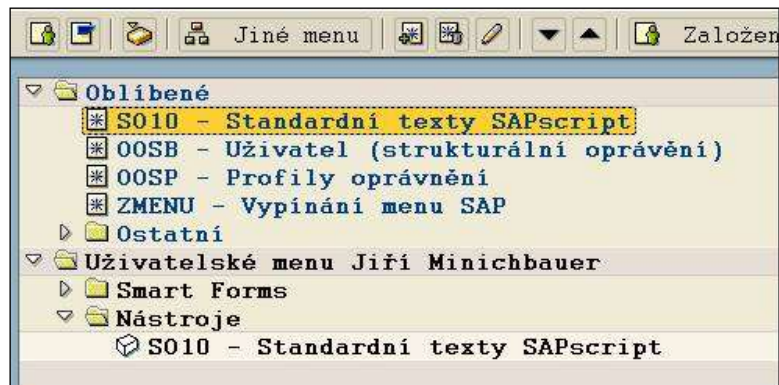 Jiné menu Založen
Oblíbené
SO10 - Standardní texty SAPscript
OOSB - Uživatel (strukturální oprávění)
OOSP - Profily oprávnění
ZMENU - Vypínání menu SAP
Ostatní
Uživatelské menu Jiří Minichbauer
Smart Forms
Nástroje
SO10 - Standardní texty SAPscript